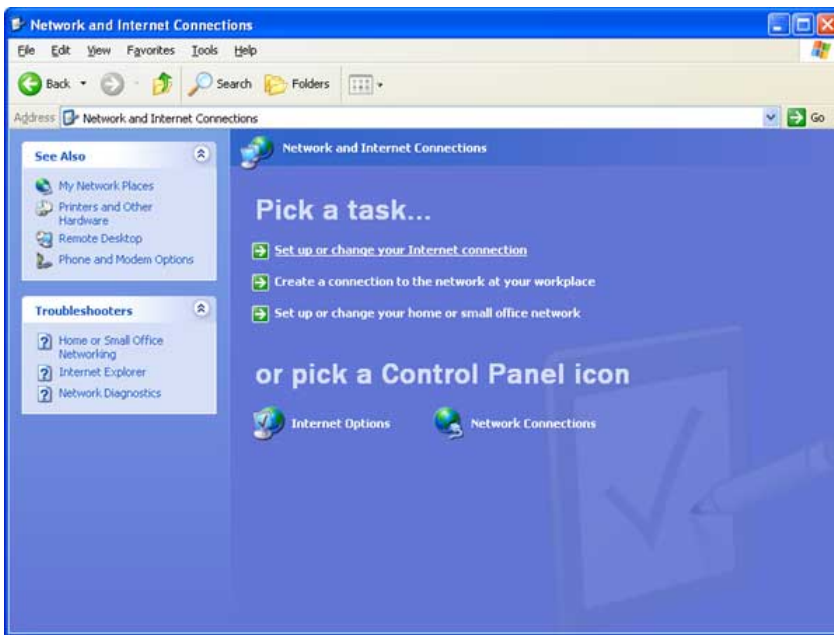 Network and Internet Connections
File Edit View Favorites Tools Help
Back Search Folders
Address Network and Internet Connections Go
See Also
My Network Places
Printers and Other
Hardware
Remote Desktop
Phone and Modem Options
Troubleshooters
Home or Small Office
Networking
Internet Explorer
Network Diagnostics
Network and Internet Connections
Pick a task...
Set up or change your Internet connection
Create a connection to the network at your workplace
Set up or change your home or small office network
or pick a Control Panel icon
Internet Options Network Connections